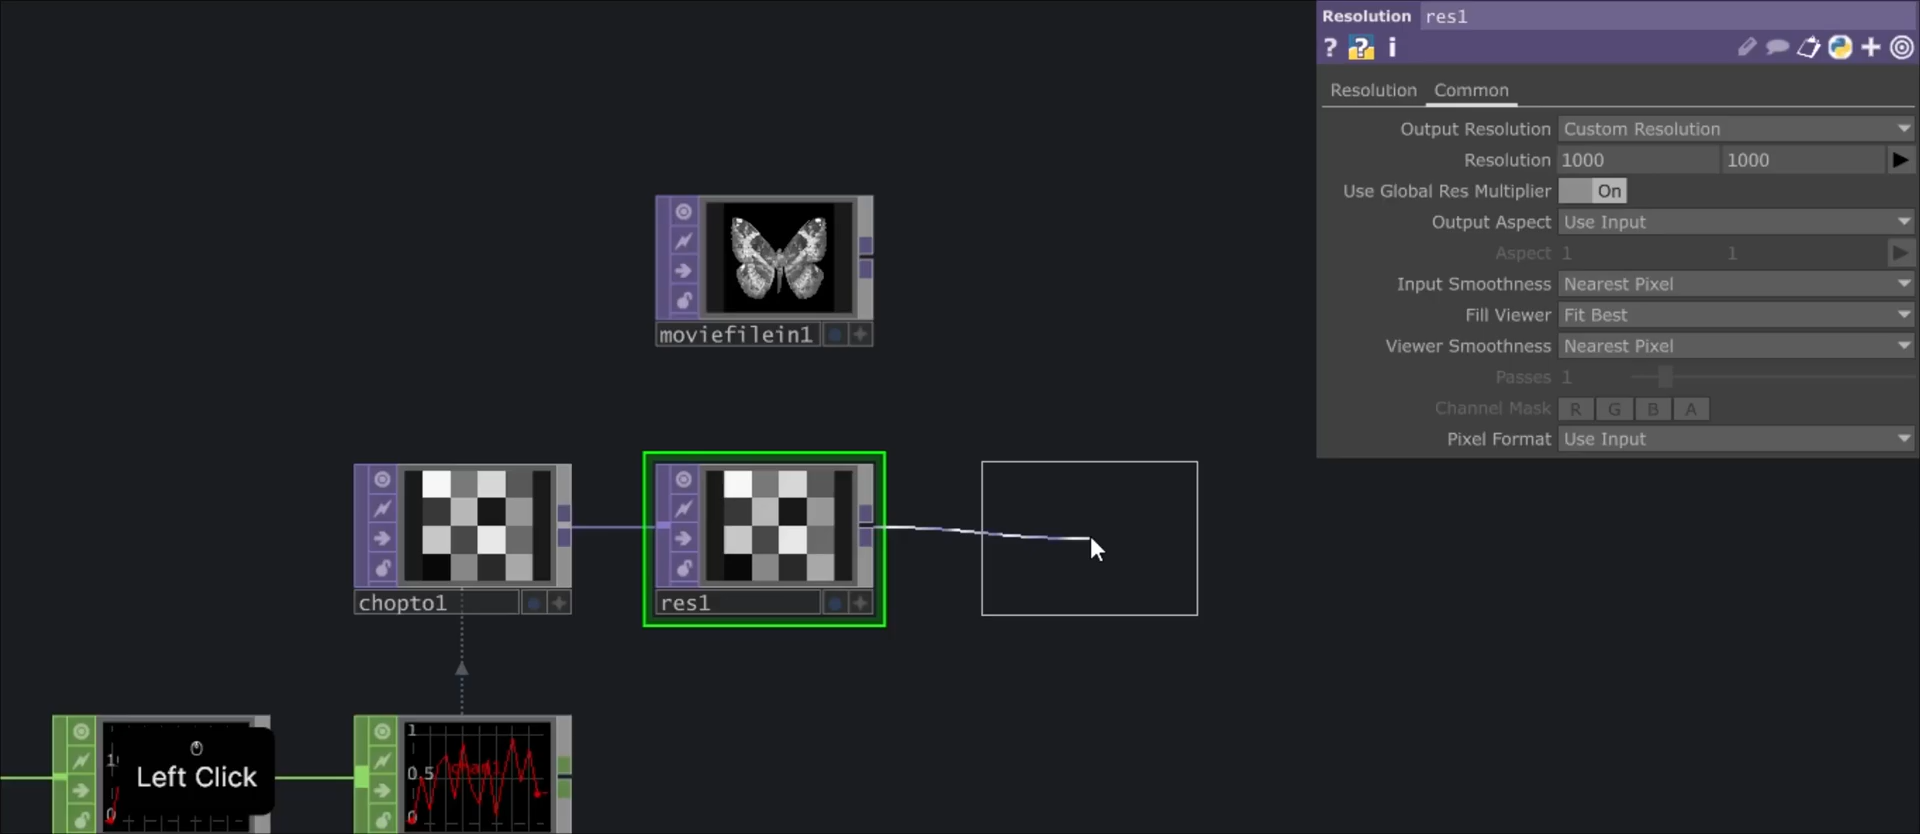 Resolution res1
? ? i
Resolution Common
Output Resolution Custom Resolution
Resolution 1000 1000
Use Global Res Multiplier On
Output Aspect Use Input
Aspect 1 1
Input Smoothness Nearest Pixel
Fill Viewer Fit Best
Viewer Smoothness Nearest Pixel
Passes 1
Channel Mask R G B A
Pixel Format Use Input
moviefilein1
chopto1
res1
Left Click
0
1
0.5
0